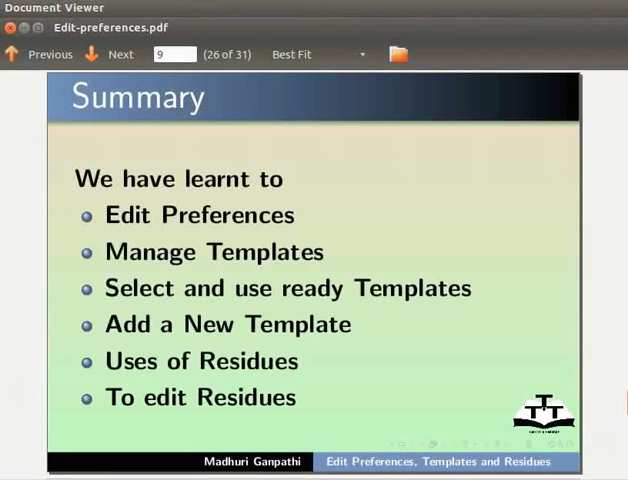 Document Viewer
Edit-preferences.pdf
Previous Next 9 (26 of 31) Best Fit
Summary
We have learnt to
Edit Preferences
Manage Templates
Select and use ready Templates
Add a New Template
Uses of Residues
To edit Residues
Madhuri Ganpathi Edit Preferences, Templates and Residues